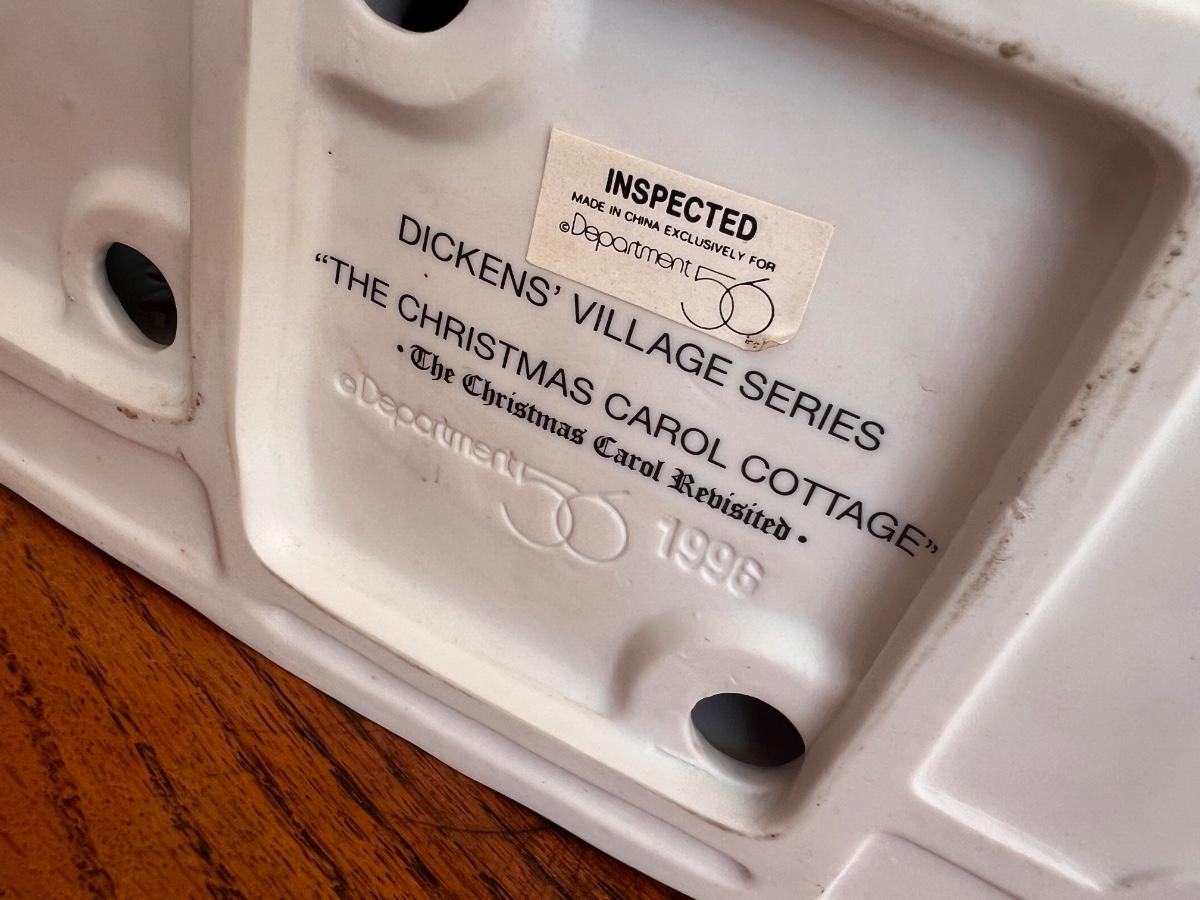 INSPECTED
MADE IN CHINA EXCLUSIVELY FOR
©Department 56
DICKENS’ VILLAGE SERIES
“THE CHRISTMAS CAROL COTTAGE”
·The Christmas Carol Revisited·
©Department 56 1996